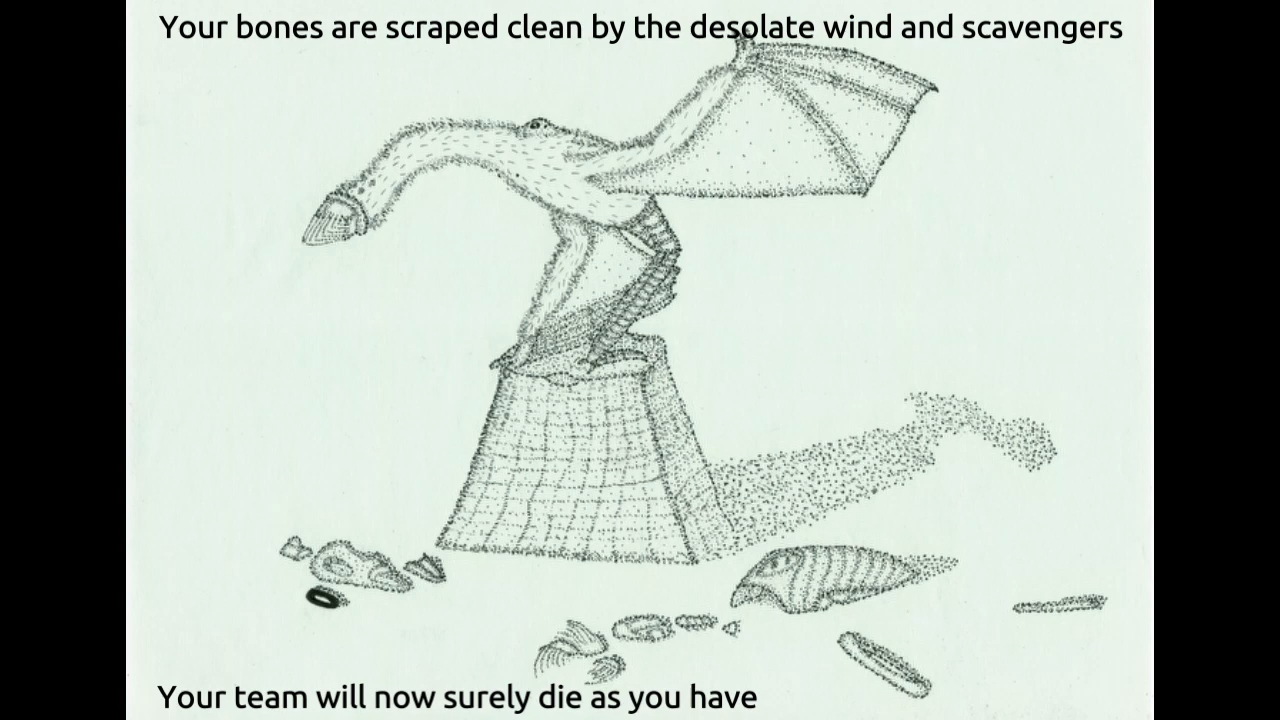 Your bones are scraped clean by the desolate wind and scavengers
Your team will now surely die as you have